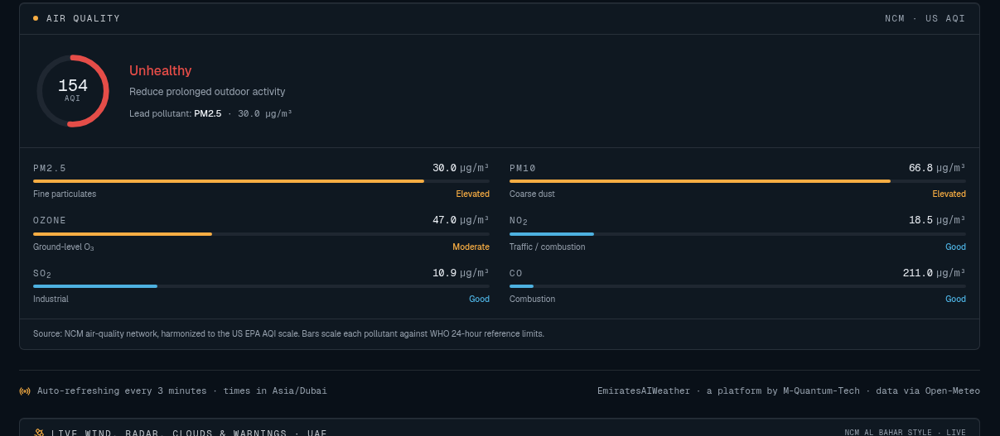 AIR QUALITY
NCM · US AQI
154
AQI
Unhealthy
Reduce prolonged outdoor activity
Lead pollutant: PM2.5 · 30.0 µg/m³
PM2.5 30.0 µg/m³
Fine particulates Elevated
PM10 66.8 µg/m³
Coarse dust Elevated
OZONE 47.0 µg/m³
Ground-level O₃ Moderate
NO₂ 18.5 µg/m³
Traffic / combustion Good
SO₂ 10.9 µg/m³
Industrial Good
CO 211.0 µg/m³
Combustion Good
Source: NCM air-quality network, harmonized to the US EPA AQI scale. Bars scale each pollutant against WHO 24-hour reference limits.
Auto-refreshing every 3 minutes · times in Asia/Dubai
EmiratesAIWeather · a platform by M-Quantum-Tech · data via Open-Meteo
LIVE WIND, RADAR, CLOUDS & WARNINGS · UAE
NCM AL BAHAR STYLE · LIVE